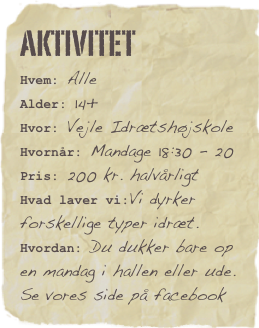 AKTIVITET
Hvem: Alle
Alder: 14+
Hvor: Vejle Idrætshøjskole
Hvornår: Mandage 18:30 - 20
Pris: 200 kr. halvårligt
Hvad laver vi:Vi dyrker
forskellige typer idræt.
Hvordan: Du dukker bare op
en mandag i hallen eller ude.
Se vores side på facebook